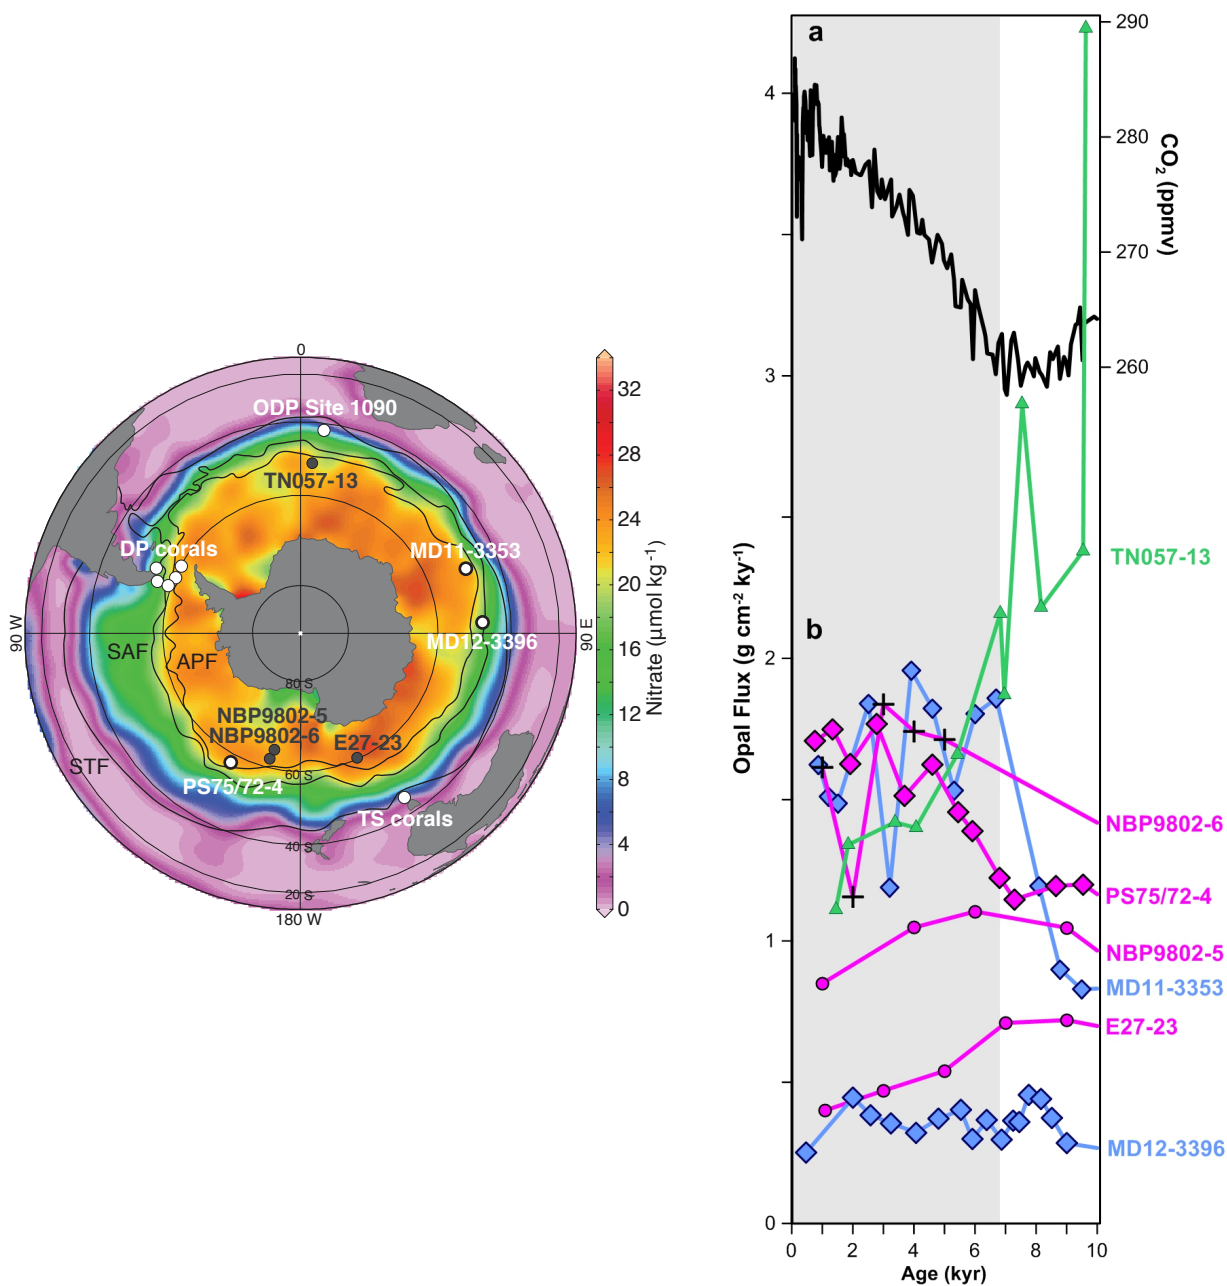 0
ODP Site 1090
TN057-13
DP corals
MD11-3353
MD12-3396
90 W
90 E
SAF
APF
80 S
NBP9802-5
NBP9802-6
E27-23
STF
60 S
PS75/72-4
TS corals
40 S
20 S
180 W
32
28
24
20
16
12
8
4
0
Nitrate (µmol kg⁻¹)
a
290
4
280
CO₂ (ppmv)
270
260
3
Opal Flux (g cm⁻² ky⁻¹)
TN057-13
b
2
NBP9802-6
PS75/72-4
1
NBP9802-5
MD11-3353
E27-23
MD12-3396
0
0 2 4 6 8 10
Age (kyr)